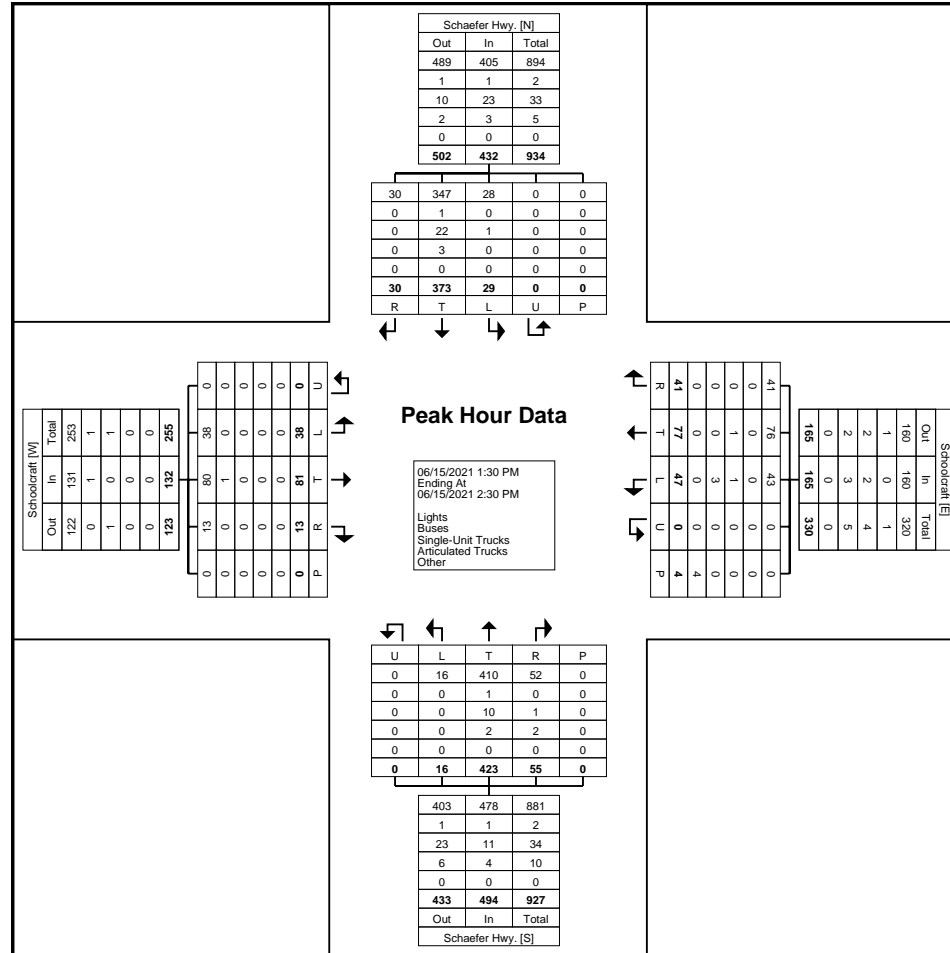 Schaefer Hwy. [N]
Out In Total
489 405 894
1 1 2
10 23 33
2 3 5
0 0 0
502 432 934
30 347 28 0 0
0 1 0 0 0
0 22 1 0 0
0 3 0 0 0
0 0 0 0 0
30 373 29 0 0
R T L U P
Schoolcraft [W]
Out In Total
122 131 253
0 1 1
1 0 1
0 0 0
0 0 0
123 132 255
0 38 80 13 0
0 0 1 0 0
0 0 0 0 0
0 0 0 0 0
0 0 0 0 0
0 38 81 13 0
U L T R P
Peak Hour Data
06/15/2021 1:30 PM
Ending At
06/15/2021 2:30 PM
Lights
Buses
Single-Unit Trucks
Articulated Trucks
Other
Schoolcraft [E]
Out In Total
160 160 320
1 0 1
2 2 4
2 3 5
0 0 0
165 165 330
41 76 43 0 0
0 0 0 0 0
0 1 1 0 0
0 0 3 0 0
0 0 0 0 4
41 77 47 0 4
R T L U P
U L T R P
0 16 410 52 0
0 0 1 0 0
0 0 10 1 0
0 0 2 2 0
0 0 0 0 0
0 16 423 55 0
403 478 881
1 1 2
23 11 34
6 4 10
0 0 0
433 494 927
Out In Total
Schaefer Hwy. [S]